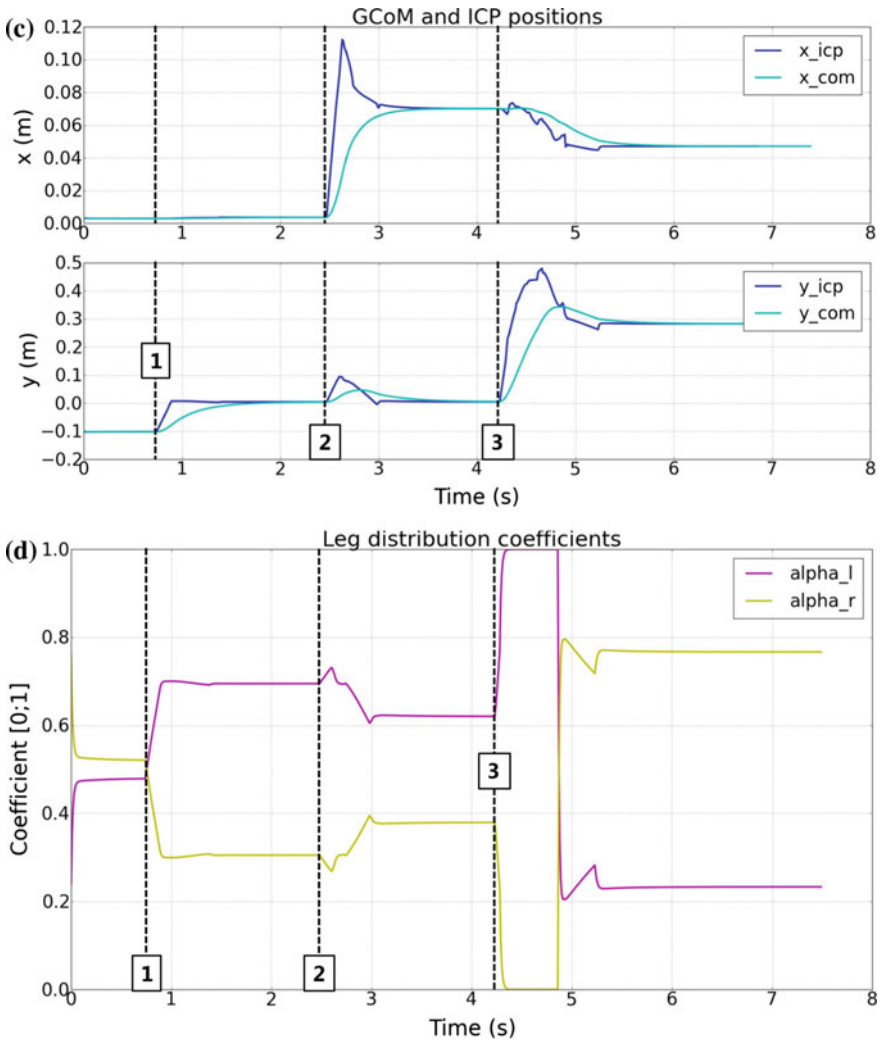 (c)
GCoM and ICP positions
0.12
0.10
0.08
0.06
0.04
0.02
0.00
x (m)
x_icp
x_com
0 1 2 3 4 5 6 7 8
0.5
0.4
0.3
0.2
0.1
0.0
−0.1
−0.2
y (m)
y_icp
y_com
1
2
3
0 1 2 3 4 5 6 7 8
Time (s)
(d)
Leg distribution coefficients
1.0
0.8
0.6
0.4
0.2
0.0
Coefficient [0;1]
alpha_l
alpha_r
3
1
2
0 1 2 3 4 5 6 7 8
Time (s)